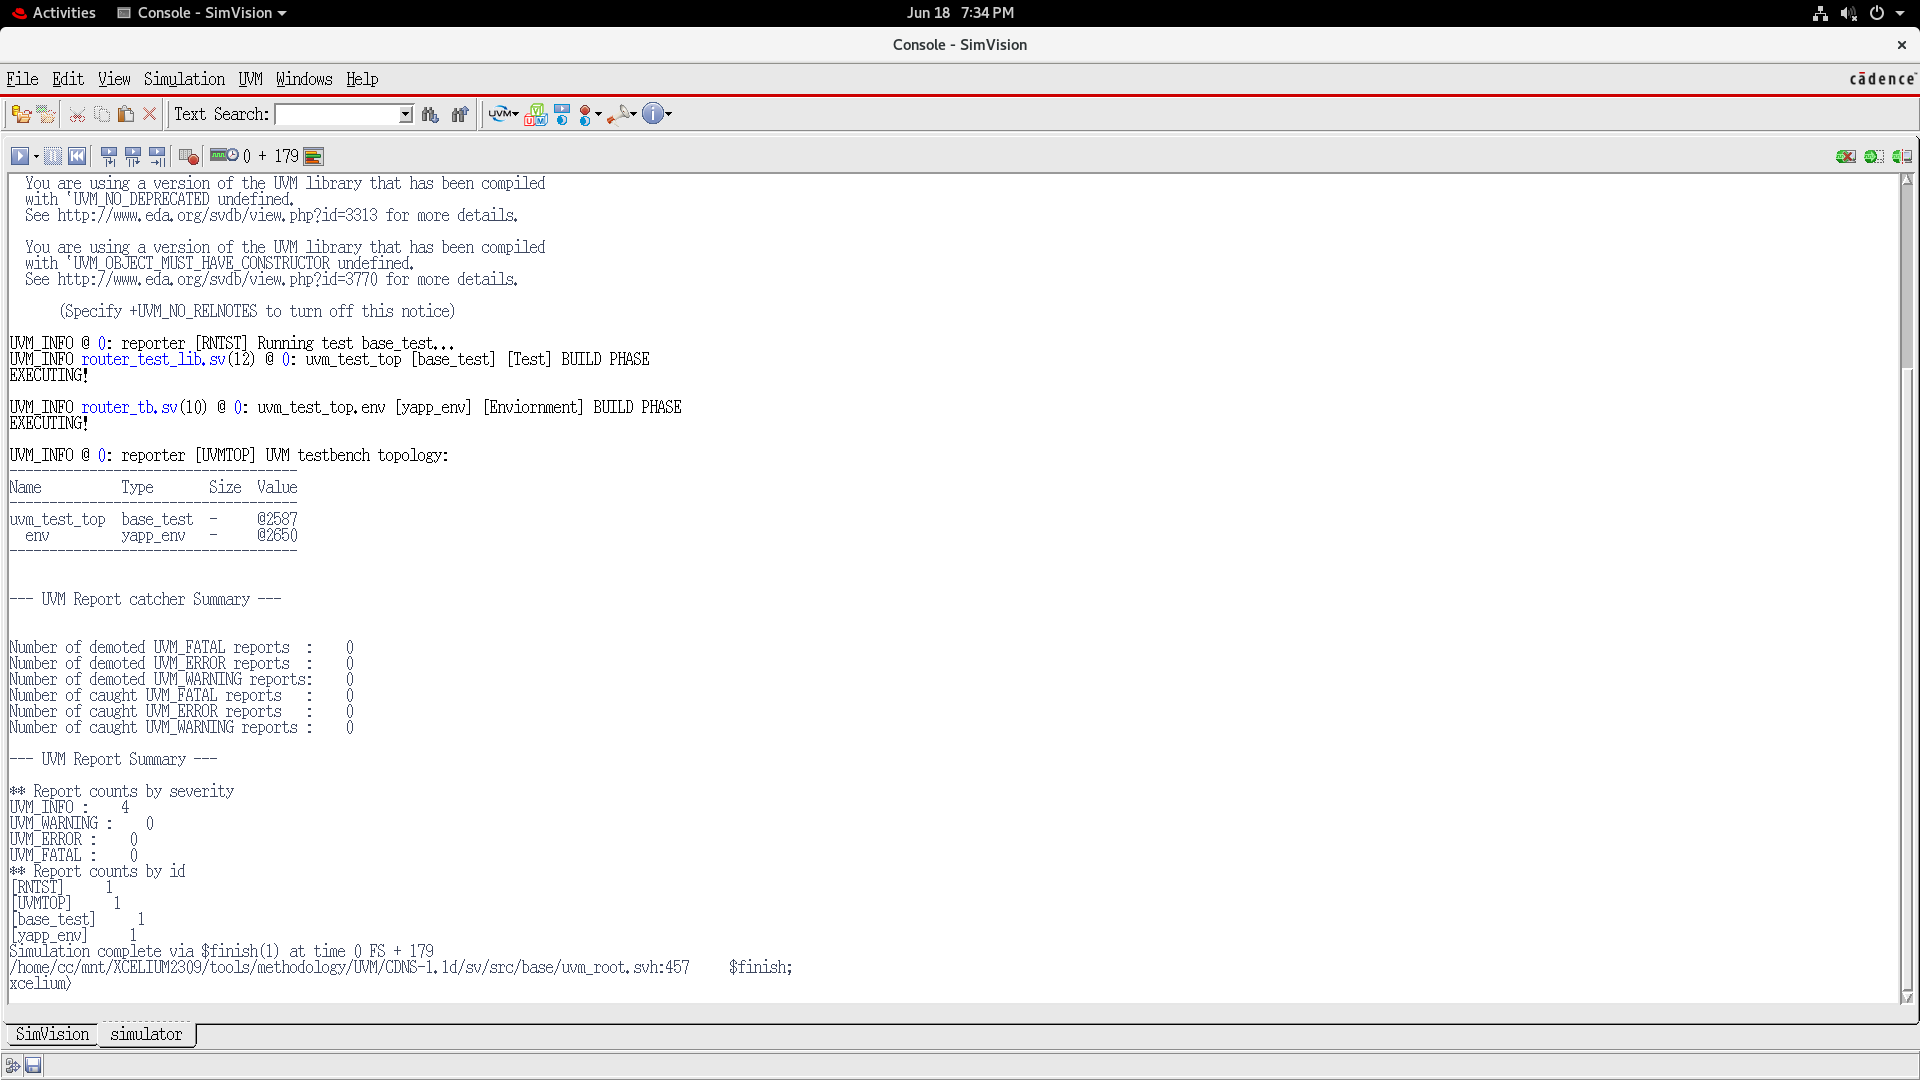 Activities Console - SimVision Jun 18 7:34 PM
Console - SimVision
File Edit View Simulation UVM Windows Help cādence
Text Search: UVM
0 + 179
You are using a version of the UVM library that has been compiled
with `UVM_NO_DEPRECATED undefined.
See http://www.eda.org/svdb/view.php?id=3313 for more details.
You are using a version of the UVM library that has been compiled
with `UVM_OBJECT_MUST_HAVE_CONSTRUCTOR undefined.
See http://www.eda.org/svdb/view.php?id=3770 for more details.
(Specify +UVM_NO_RELNOTES to turn off this notice)
UVM_INFO @ 0: reporter [RNTST] Running test base_test...
UVM_INFO router_test_lib.sv(12) @ 0: uvm_test_top [base_test] [Test] BUILD PHASE
EXECUTING!
UVM_INFO router_tb.sv(10) @ 0: uvm_test_top.env [yapp_env] [Enviornment] BUILD PHASE
EXECUTING!
UVM_INFO @ 0: reporter [UVMTOP] UVM testbench topology:
------------------------------------
Name Type Size Value
------------------------------------
uvm_test_top base_test - @2587
env yapp_env - @2650
------------------------------------
--- UVM Report catcher Summary ---
Number of demoted UVM_FATAL reports : 0
Number of demoted UVM_ERROR reports : 0
Number of demoted UVM_WARNING reports: 0
Number of caught UVM_FATAL reports : 0
Number of caught UVM_ERROR reports : 0
Number of caught UVM_WARNING reports : 0
--- UVM Report Summary ---
** Report counts by severity
UVM_INFO : 4
UVM_WARNING : 0
UVM_ERROR : 0
UVM_FATAL : 0
** Report counts by id
[RNTST] 1
[UVMTOP] 1
[base_test] 1
[yapp_env] 1
Simulation complete via $finish(1) at time 0 FS + 179
/home/cc/mnt/XCELIUM2309/tools/methodology/UVM/CDNS-1.1d/sv/src/base/uvm_root.svh:457 $finish;
xcelium>
SimVision simulator